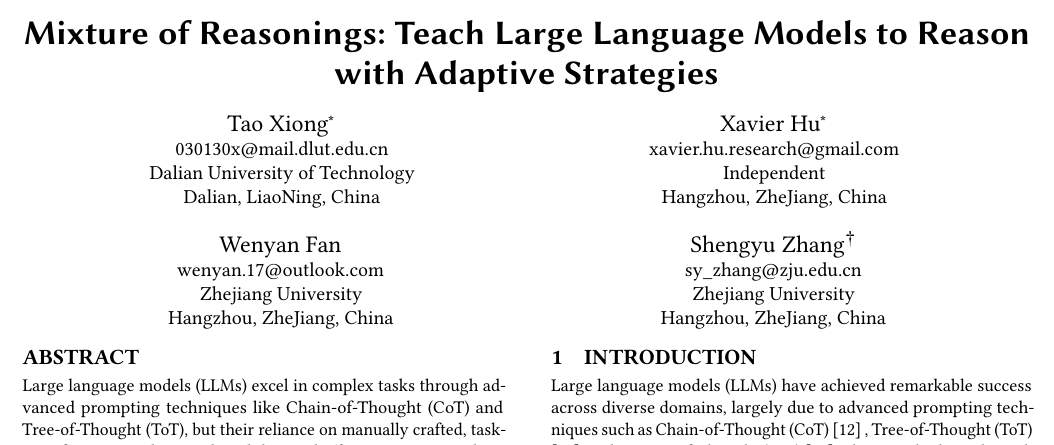 Mixture of Reasonings: Teach Large Language Models to Reason
with Adaptive Strategies
Tao Xiong*
030130x@mail.dlut.edu.cn
Dalian University of Technology
Dalian, LiaoNing, China
Xavier Hu*
xavier.hu.research@gmail.com
Independent
Hangzhou, ZheJiang, China
Wenyan Fan
wenyan.17@outlook.com
Zhejiang University
Hangzhou, ZheJiang, China
Shengyu Zhang†
sy_zhang@zju.edu.cn
Zhejiang University
Hangzhou, ZheJiang, China
ABSTRACT
Large language models (LLMs) excel in complex tasks through ad-
vanced prompting techniques like Chain-of-Thought (CoT) and
Tree-of-Thought (ToT), but their reliance on manually crafted, task-
1 INTRODUCTION
Large language models (LLMs) have achieved remarkable success
across diverse domains, largely due to advanced prompting tech-
niques such as Chain-of-Thought (CoT) [12] , Tree-of-Thought (ToT)